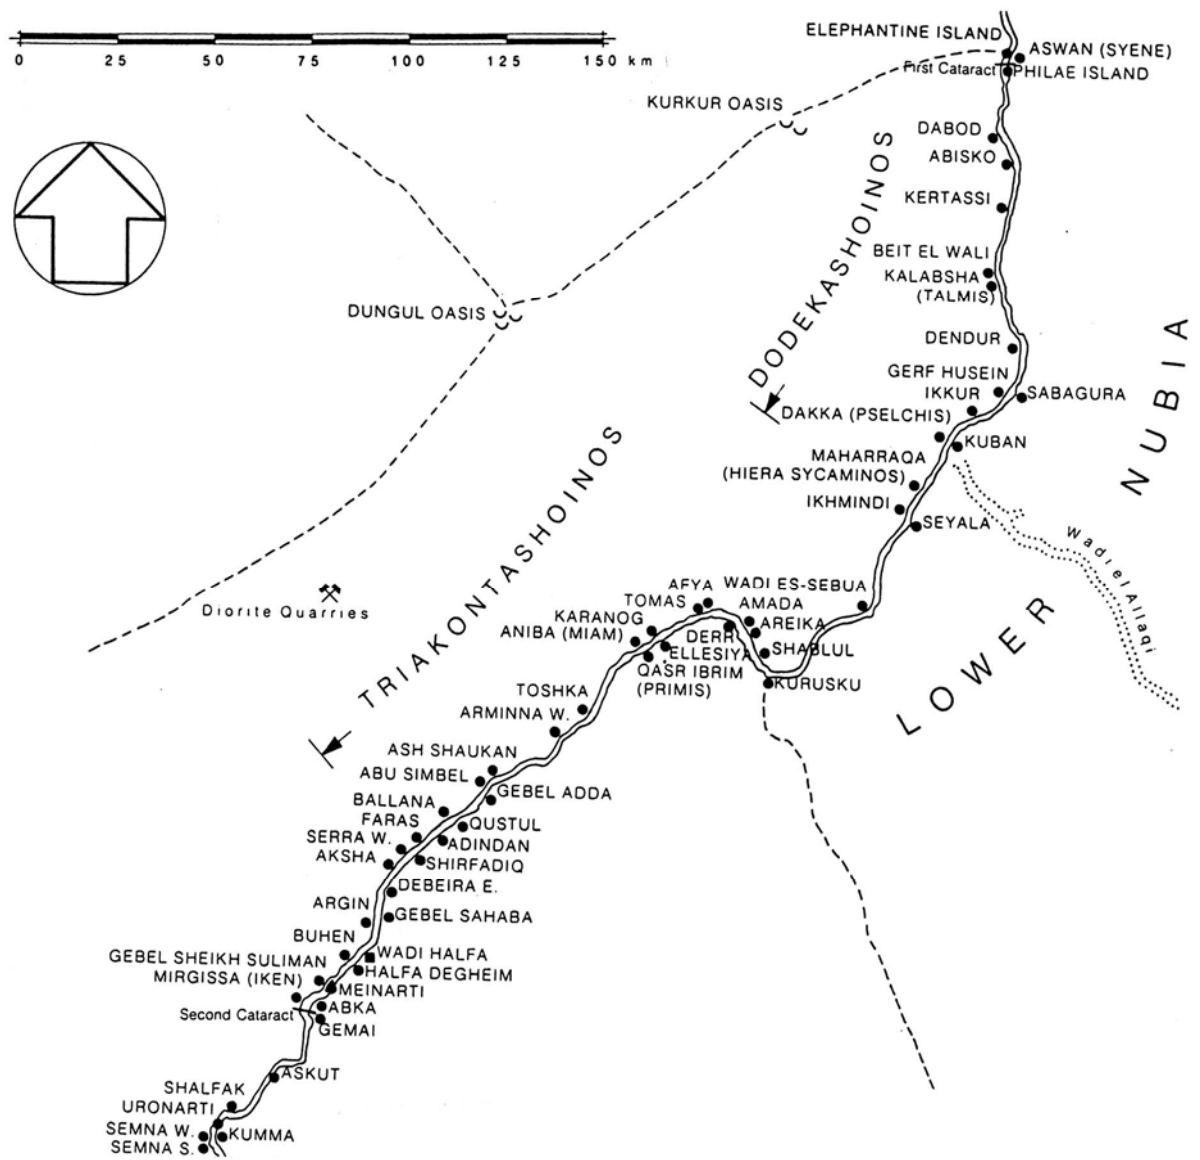 ELEPHANTINE ISLAND
ASWAN (SYENE)
0 25 50 75 100 125 150 km
First Cataract
PHILAE ISLAND
KURKUR OASIS
DABOD
ABISKO
DODEKASHOINOS
KERTASSI
BEIT EL WALI
KALABSHA
(TALMIS)
DUNGUL OASIS
DENDUR
GERF HUSEIN
IKKUR
SABAGURA
DAKKA (PSELCHIS)
KUBAN
MAHARRAQA
(HIERA SYCAMINOS)
IKHMINDI
SEYALA
LOWER NUBIA
Wadi el Allaqi
TRIAKONTASHOINOS
Diorite Quarries
AFYA
WADI ES-SEBUA
TOMAS
AMADA
KARANOG
DERR
AREIKA
ANIBA (MIAM)
ELLESIYA
SHABLUL
QASR IBRIM
(PRIMIS)
KURUSKU
TOSHKA
ARMINNA W.
ASH SHAUKAN
ABU SIMBEL
GEBEL ADDA
BALLANA
FARAS
QUSTUL
SERRA W.
ADINDAN
AKSHA
SHIRFADIQ
DEBEIRA E.
ARGIN
GEBEL SAHABA
BUHEN
WADI HALFA
GEBEL SHEIKH SULIMAN
HALFA DEGHEIM
MIRGISSA (IKEN)
MEINARTI
Second Cataract
ABKA
GEMAI
ASKUT
SHALFAK
URONARTI
SEMNA W.
KUMMA
SEMNA S.